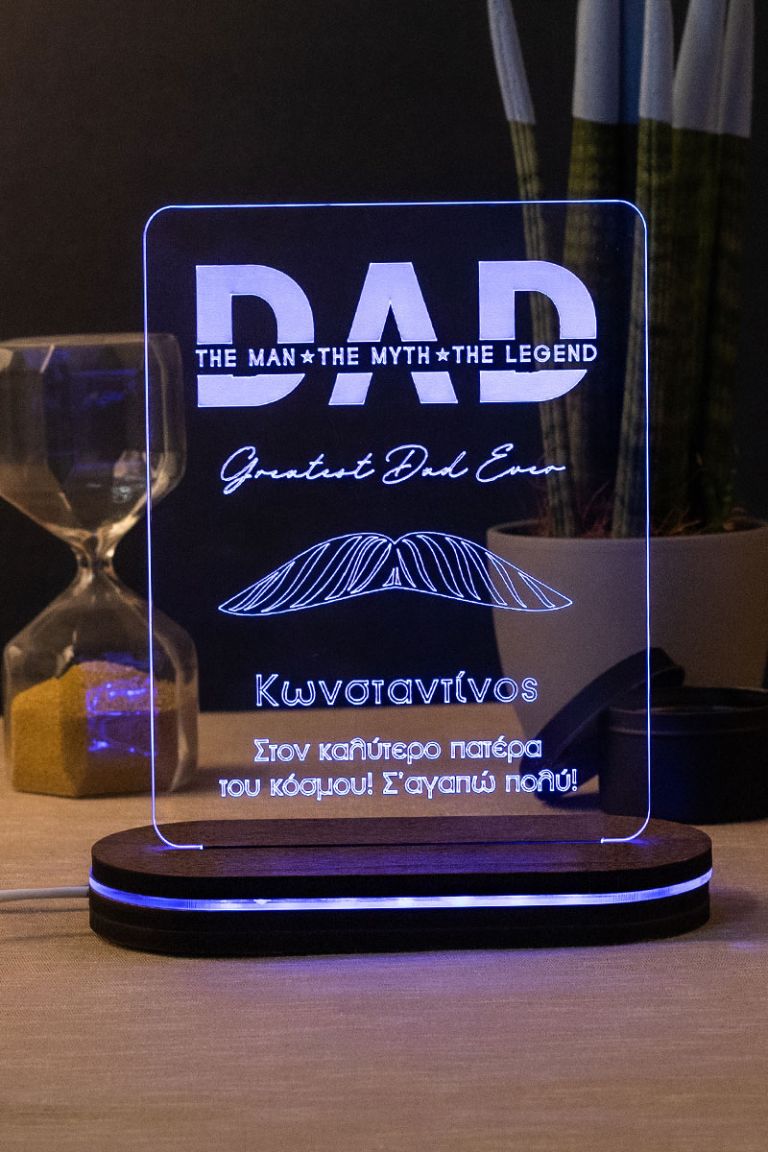 DAD
THE MAN★THE MYTH★THE LEGEND
Greatest Dad Ever
Κωνσταντίνος
Στον καλύτερο πατέρα
του κόσμου! Σ'αγαπώ πολύ!